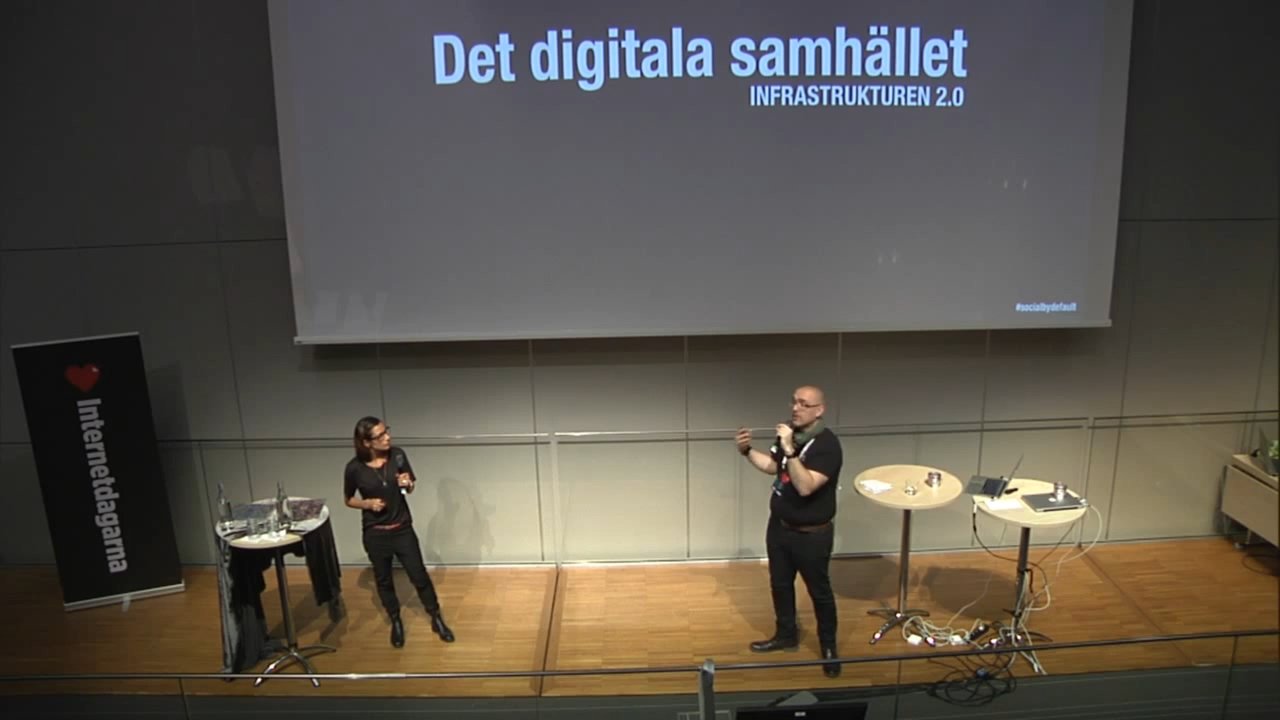 Det digitala samhället
INFRASTRUKTUREN 2.0
#socialbydefault
Internetdagarna